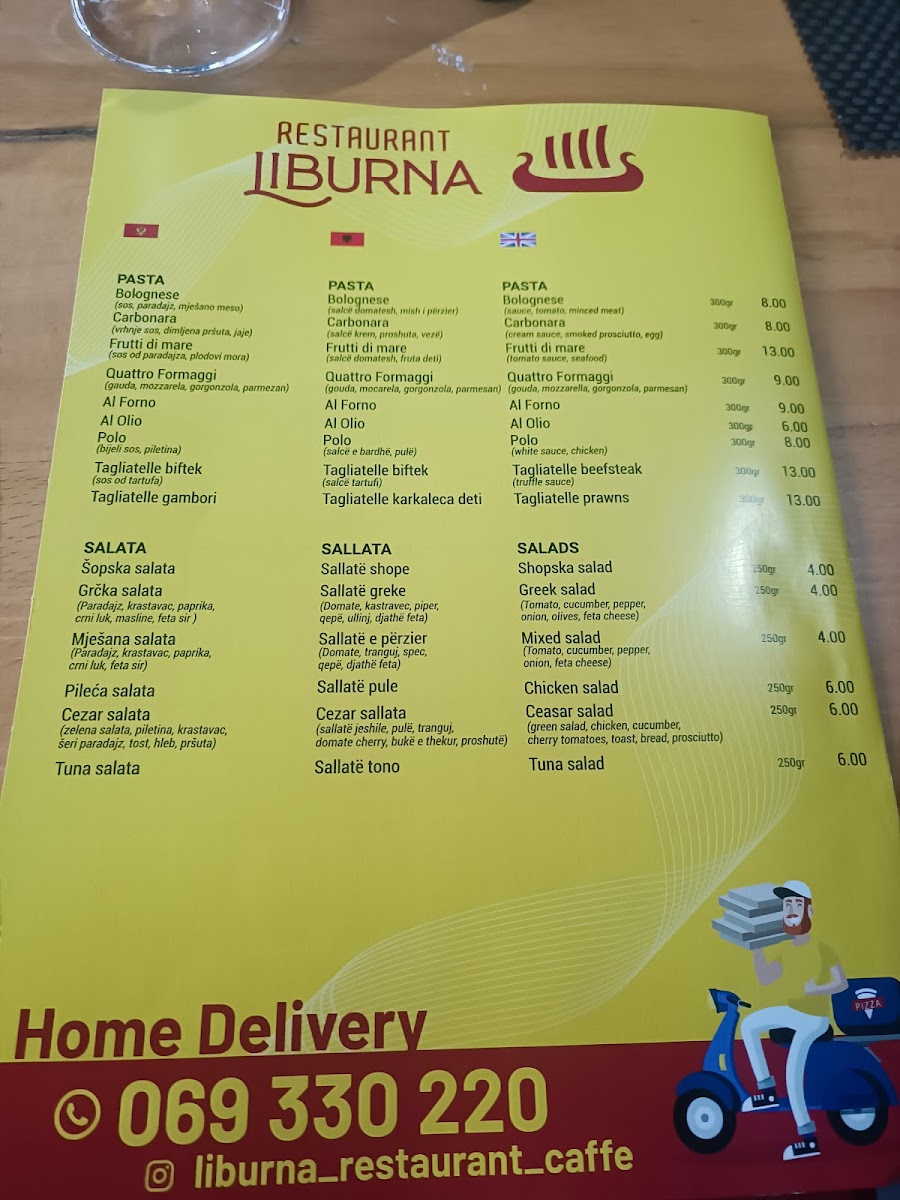 RESTAURANT
LIBURNA
PASTA PASTA PASTA
Bolognese Bolognese Bolognese 300gr 8.00
(sos, paradajz, mješano meso) (salcë domatesh, mish i përzier) (sauce, tomato, minced meat)
Carbonara Carbonara Carbonara 300gr 8.00
(vrhnje sos, dimljena pršuta, jaje) (salcë krem, proshuta, vezë) (cream sauce, smoked prosciutto, egg)
Frutti di mare Frutti di mare Frutti di mare 300gr 13.00
(sos od paradajza, plodovi mora) (salcë domatesh, fruta deti) (tomato sauce, seafood)
Quattro Formaggi Quattro Formaggi Quattro Formaggi 300gr 9.00
(gauda, mozzarela, gorgonzola, parmezan) (gouda, mocarela, gorgonzola, parmesan) (gouda, mozzarella, gorgonzola, parmesan)
Al Forno Al Forno Al Forno 300gr 9.00
Al Olio Al Olio Al Olio 300gr 6.00
Polo Polo Polo 300gr 8.00
(bijeli sos, piletina) (salcë e bardhë, pulë) (white sauce, chicken)
Tagliatelle biftek Tagliatelle biftek Tagliatelle beefsteak 300gr 13.00
(sos od tartufa) (salcë tartufi) (truffle sauce)
Tagliatelle gambori Tagliatelle karkaleca deti Tagliatelle prawns 300gr 13.00
SALATA SALLATA SALADS
Šopska salata Sallatë shope Shopska salad 250gr 4.00
Grčka salata Sallatë greke Greek salad 250gr 4.00
(Paradajz, krastavac, paprika, (Domate, kastravec, piper, (Tomato, cucumber, pepper,
crni luk, masline, feta sir ) qepë, ullinj, djathë feta) onion, olives, feta cheese)
Mješana salata Sallatë e përzier Mixed salad 250gr 4.00
(Paradajz, krastavac, paprika, (Domate, tranguj, spec, (Tomato, cucumber, pepper,
crni luk, feta sir) qepë, djathë feta) onion, feta cheese)
Pileća salata Sallatë pule Chicken salad 250gr 6.00
Cezar salata Cezar sallata Ceasar salad 250gr 6.00
(zelena salata, piletina, krastavac, (sallatë jeshile, pulë, tranguj, (green salad, chicken, cucumber,
šeri paradajz, tost, hleb, pršuta) domate cherry, bukë e thekur, proshutë) cherry tomatoes, toast, bread, prosciutto)
Tuna salata Sallatë tono Tuna salad 250gr 6.00
PIZZA
Home Delivery
069 330 220
liburna_restaurant_caffe